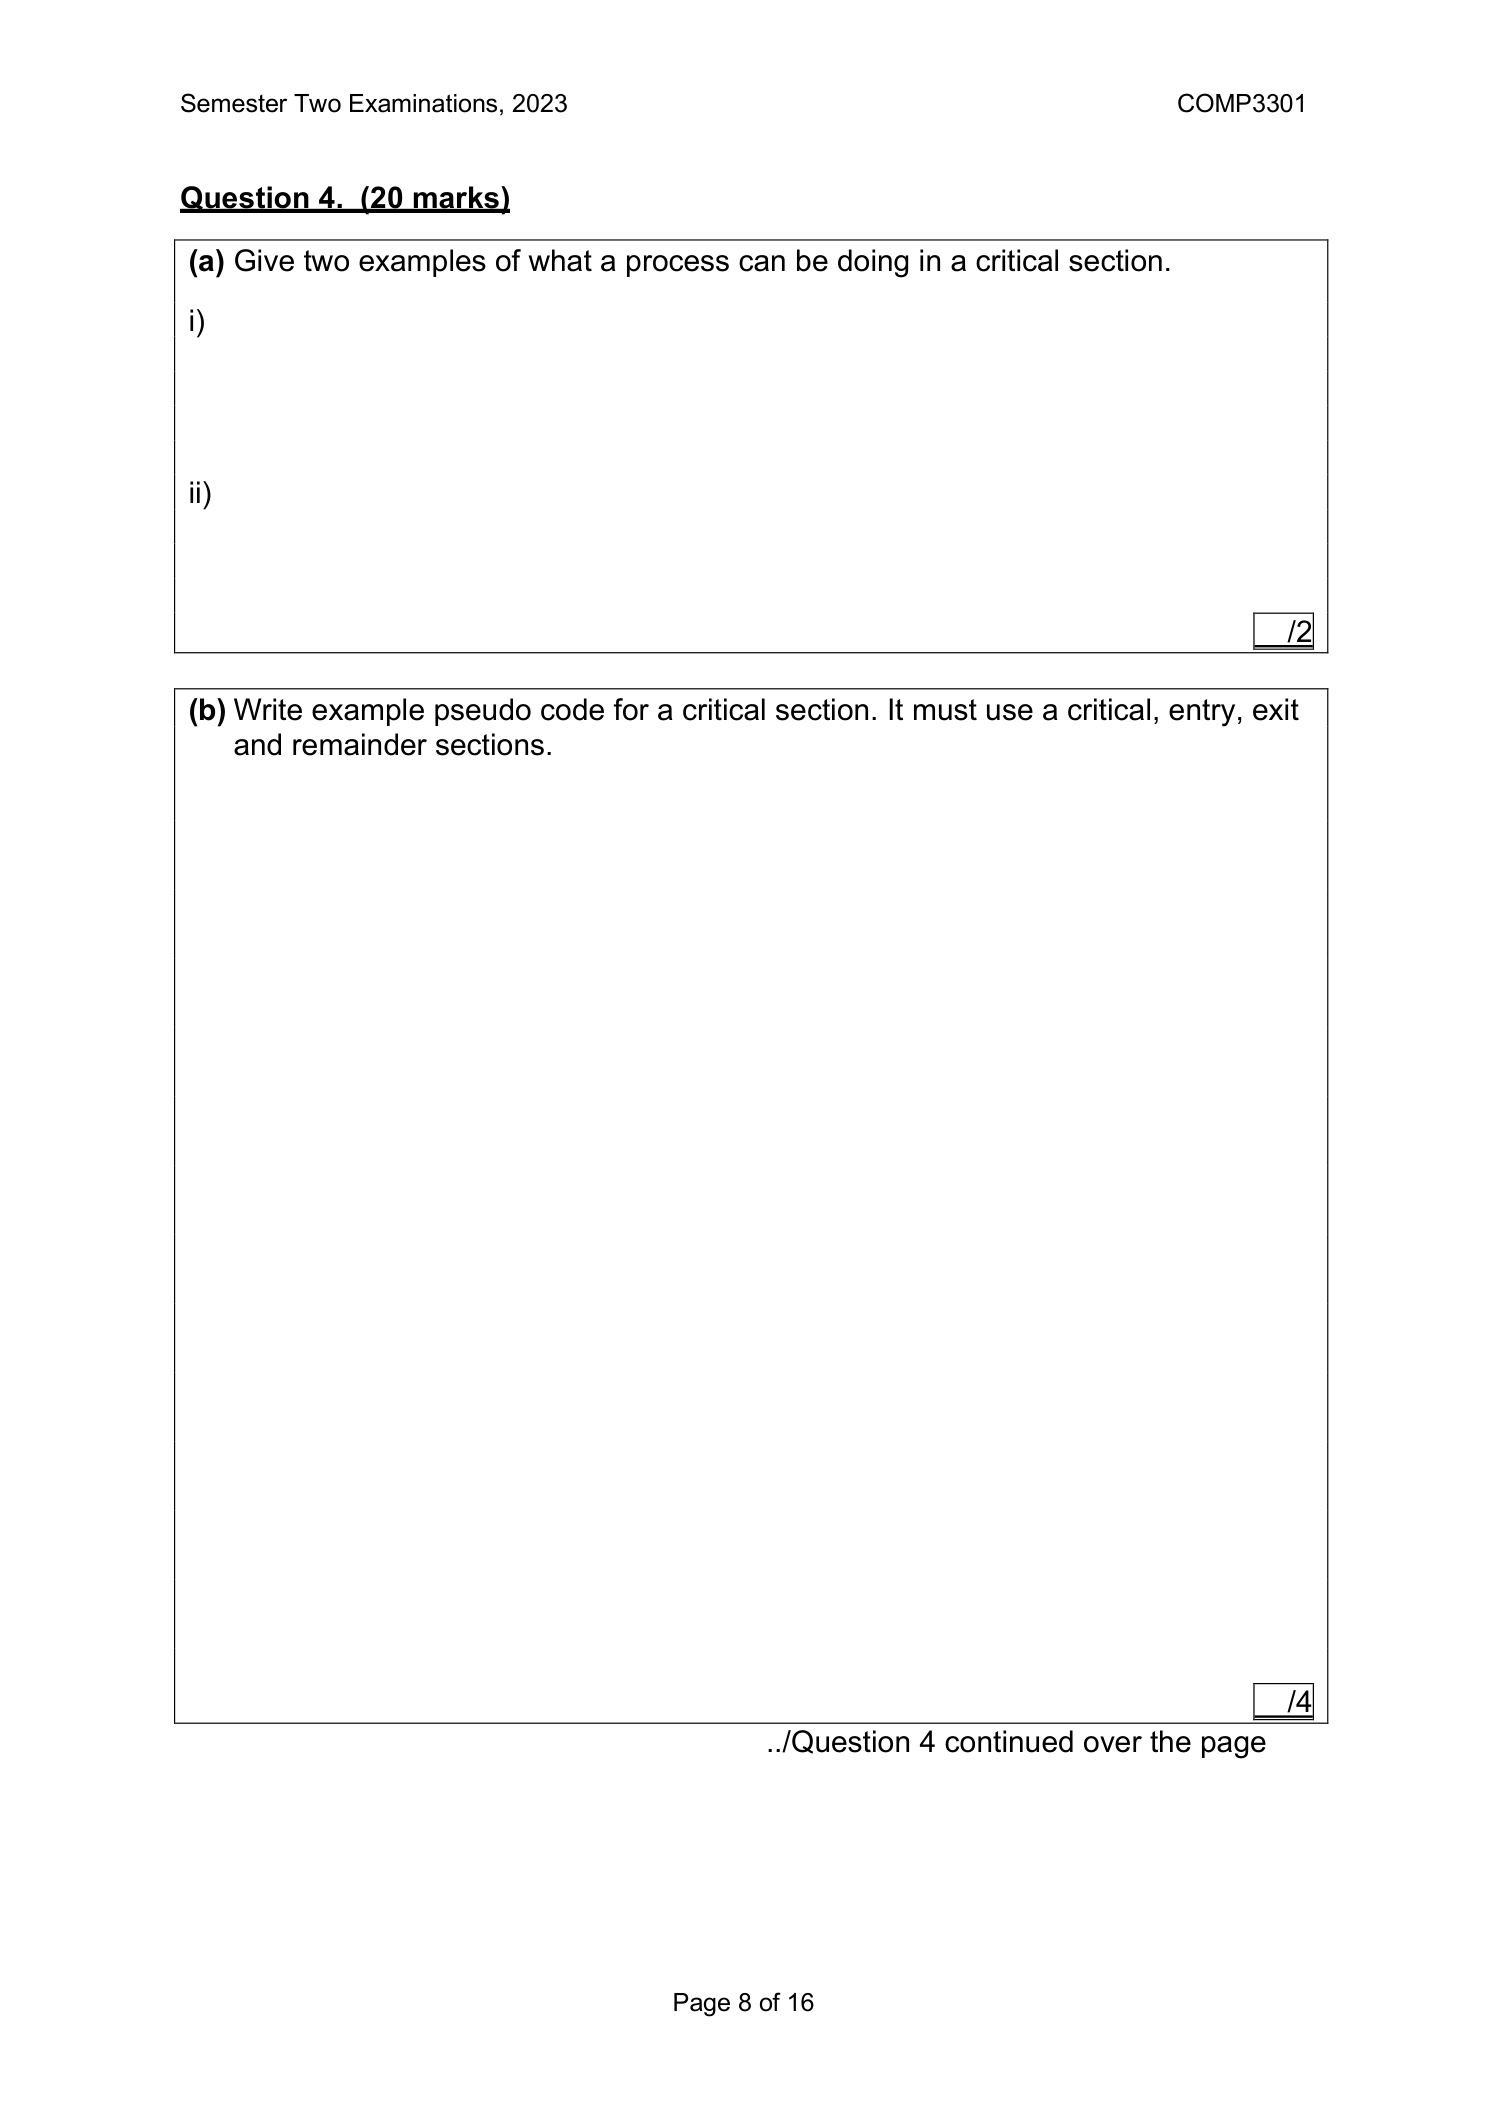 Semester Two Examinations, 2023 COMP3301
Question 4. (20 marks)
(a) Give two examples of what a process can be doing in a critical section.
i)
ii)
/2
(b) Write example pseudo code for a critical section. It must use a critical, entry, exit
and remainder sections.
/4
../Question 4 continued over the page
Page 8 of 16